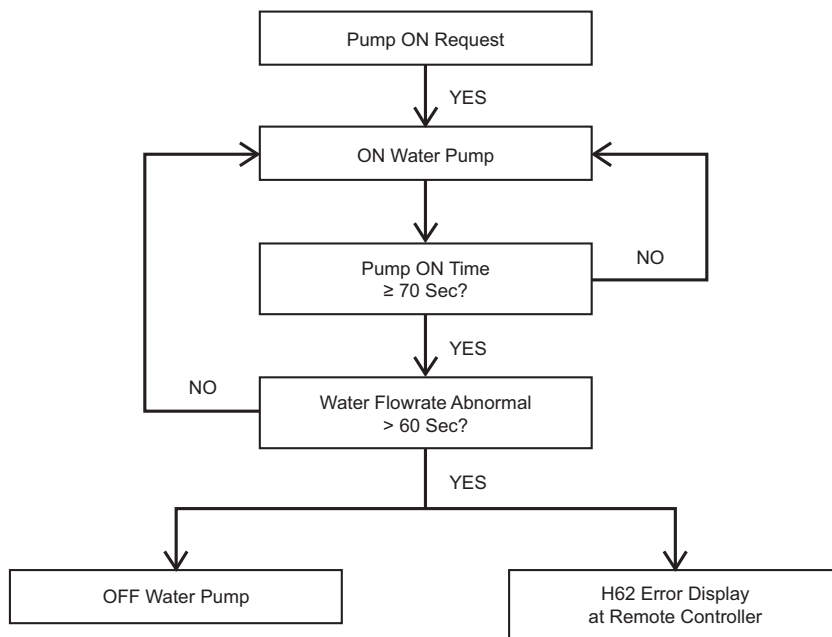 Pump ON Request
YES
ON Water Pump
Pump ON Time
≥ 70 Sec?
NO
YES
NO
Water Flowrate Abnormal
> 60 Sec?
YES
OFF Water Pump
H62 Error Display
at Remote Controller